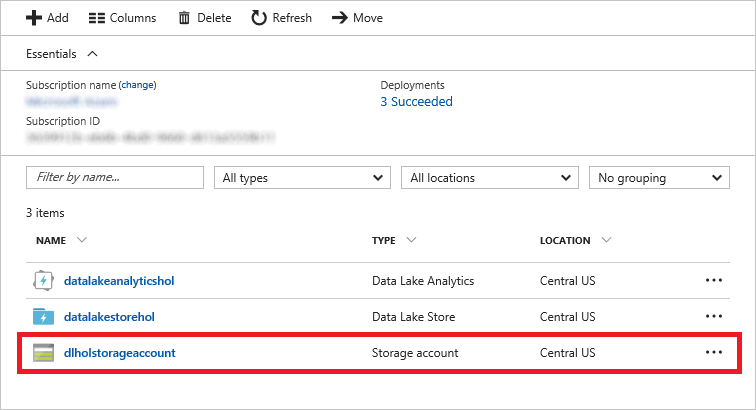 Add Columns Delete Refresh Move
Essentials
Subscription name (change) Deployments
3 Succeeded
Subscription ID
Filter by name... All types All locations No grouping
3 items
NAME TYPE LOCATION
datalakeanalyticshol Data Lake Analytics Central US ...
datalakestorehol Data Lake Store Central US ...
dlholstorageaccount Storage account Central US ...